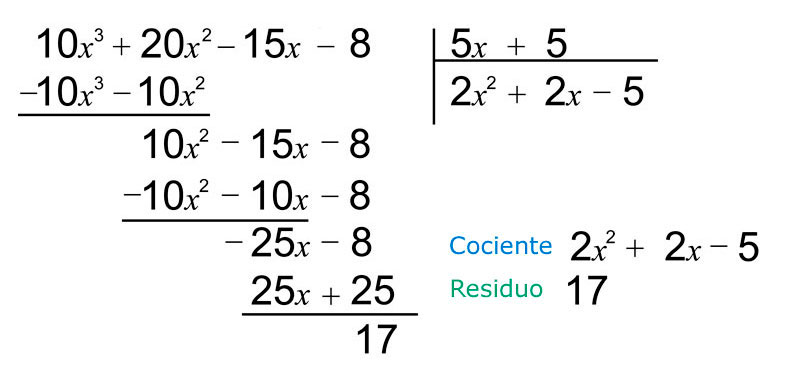 10x³ + 20x² – 15x – 8 5x + 5
–10x³ – 10x² 2x² + 2x – 5
10x² – 15x – 8
–10x² – 10x – 8
– 25x – 8 Cociente 2x² + 2x – 5
25x + 25 Residuo 17
17